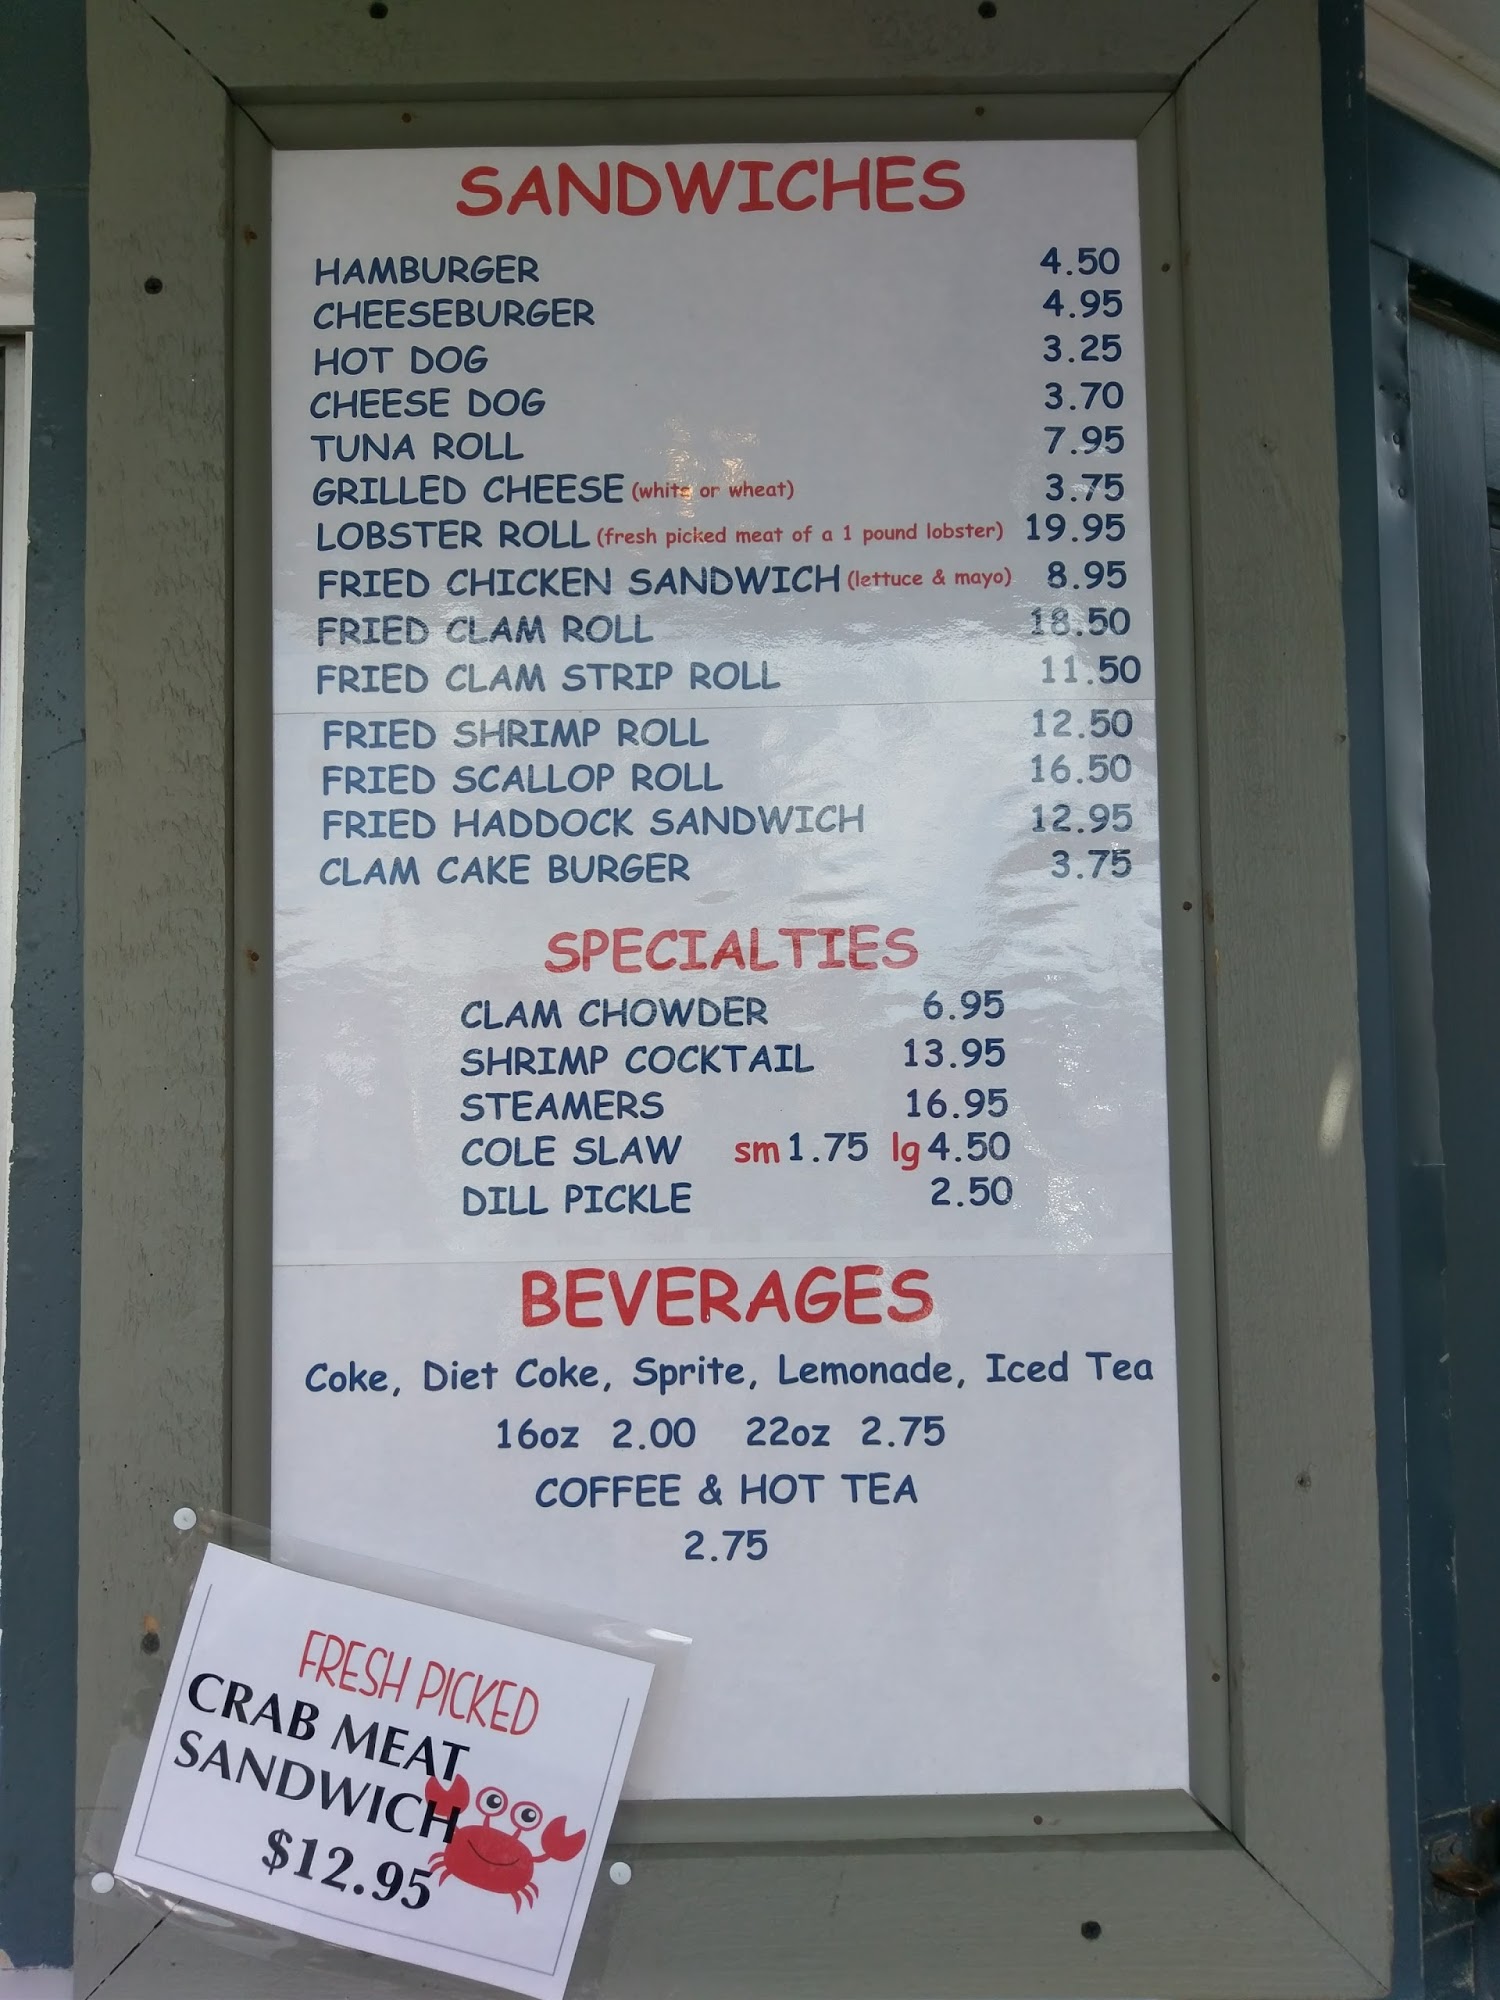 SANDWICHES
HAMBURGER 4.50
CHEESEBURGER 4.95
HOT DOG 3.25
CHEESE DOG 3.70
TUNA ROLL 7.95
GRILLED CHEESE (white or wheat) 3.75
LOBSTER ROLL (fresh picked meat of a 1 pound lobster) 19.95
FRIED CHICKEN SANDWICH (lettuce & mayo) 8.95
FRIED CLAM ROLL 18.50
FRIED CLAM STRIP ROLL 11.50
FRIED SHRIMP ROLL 12.50
FRIED SCALLOP ROLL 16.50
FRIED HADDOCK SANDWICH 12.95
CLAM CAKE BURGER 3.75
SPECIALTIES
CLAM CHOWDER 6.95
SHRIMP COCKTAIL 13.95
STEAMERS 16.95
COLE SLAW sm 1.75 lg 4.50
DILL PICKLE 2.50
BEVERAGES
Coke, Diet Coke, Sprite, Lemonade, Iced Tea
16oz 2.00 22oz 2.75
COFFEE & HOT TEA
2.75
FRESH PICKED
CRAB MEAT
SANDWICH
$12.95